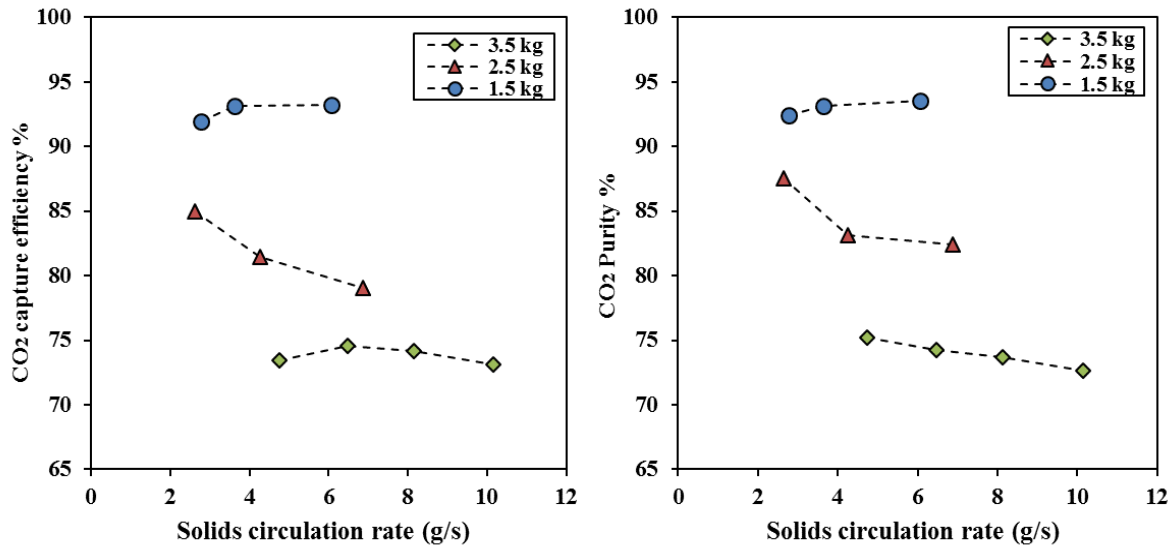 100
95
90
85
80
75
70
65
0 2 4 6 8 10 12
CO2 capture efficiency %
Solids circulation rate (g/s)
3.5 kg
2.5 kg
1.5 kg
100
95
90
85
80
75
70
65
0 2 4 6 8 10 12
CO2 Purity %
Solids circulation rate (g/s)
3.5 kg
2.5 kg
1.5 kg